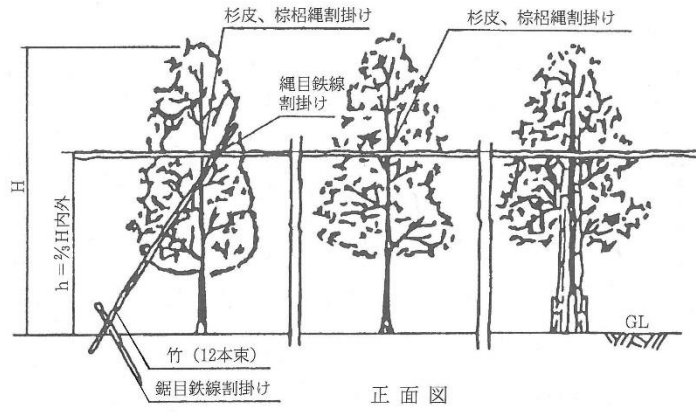 杉皮、棕梠縄割掛け
杉皮、棕梠縄割掛け
縄目鉄線
割掛け
H
h=⅔H内外
GL
竹（12本束）
鋸目鉄線割掛け
正面図